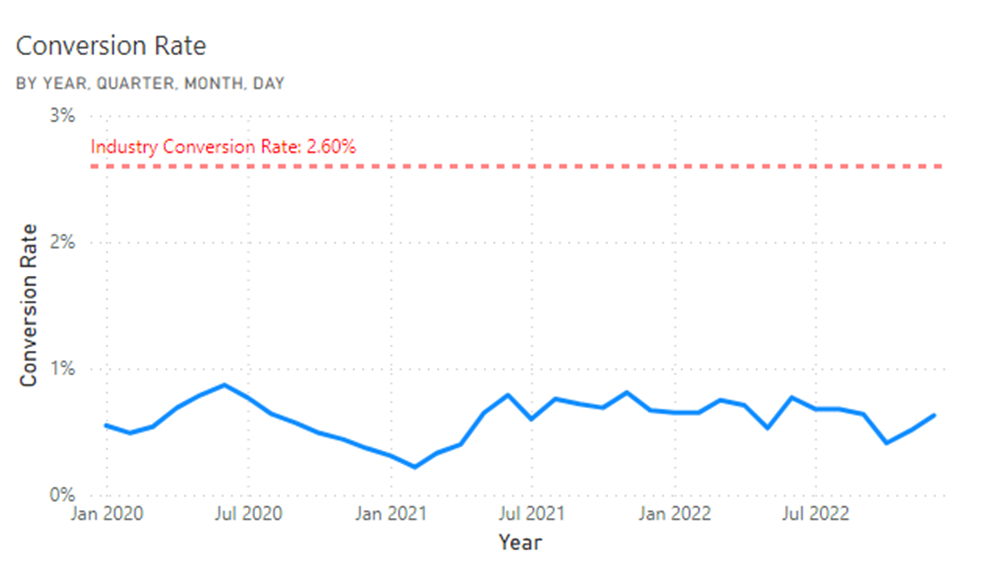 Conversion Rate
BY YEAR, QUARTER, MONTH, DAY
3%
Industry Conversion Rate: 2.60%
2%
Conversion Rate
1%
0%
Jan 2020 Jul 2020 Jan 2021 Jul 2021 Jan 2022 Jul 2022
Year